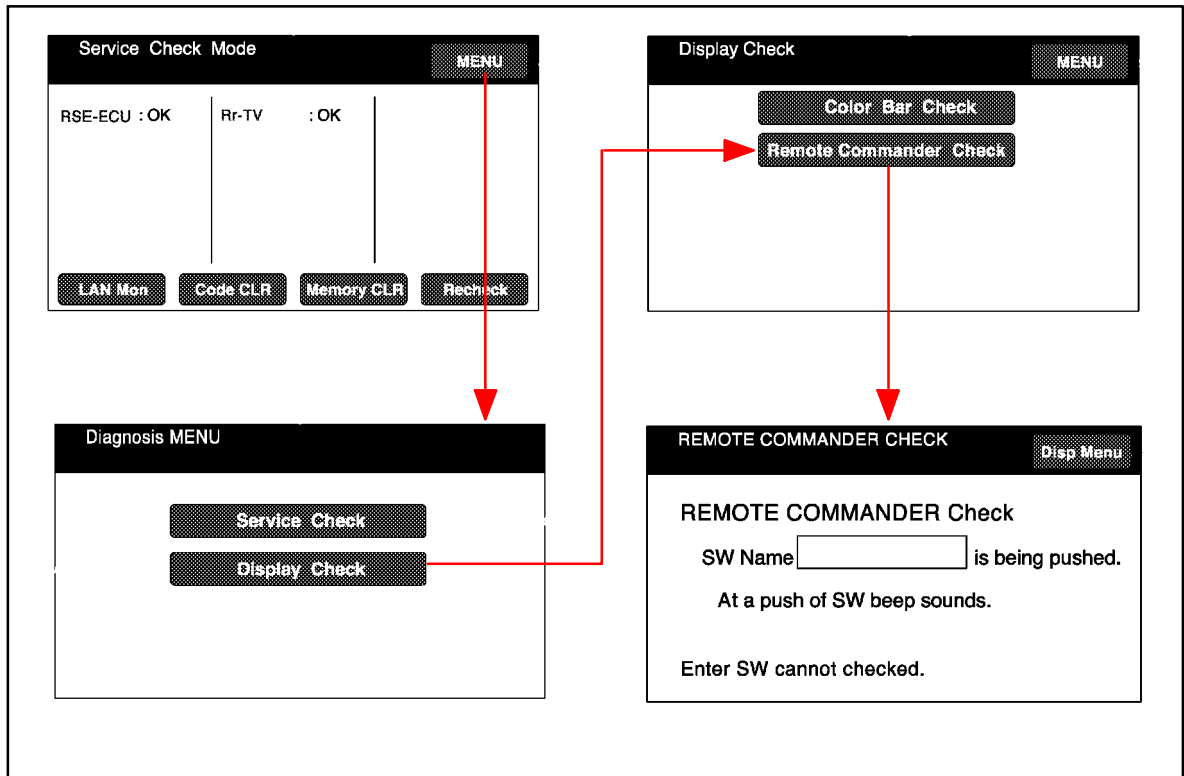 Service Check Mode
MENU
RSE-ECU : OK
Rr-TV : OK
LAN Mon
Code CLR
Memory CLR
Recheck
Display Check
MENU
Color Bar Check
Remote Commander Check
Diagnosis MENU
Service Check
Display Check
REMOTE COMMANDER CHECK
Disp Menu
REMOTE COMMANDER Check
SW Name is being pushed.
At a push of SW beep sounds.
Enter SW cannot checked.